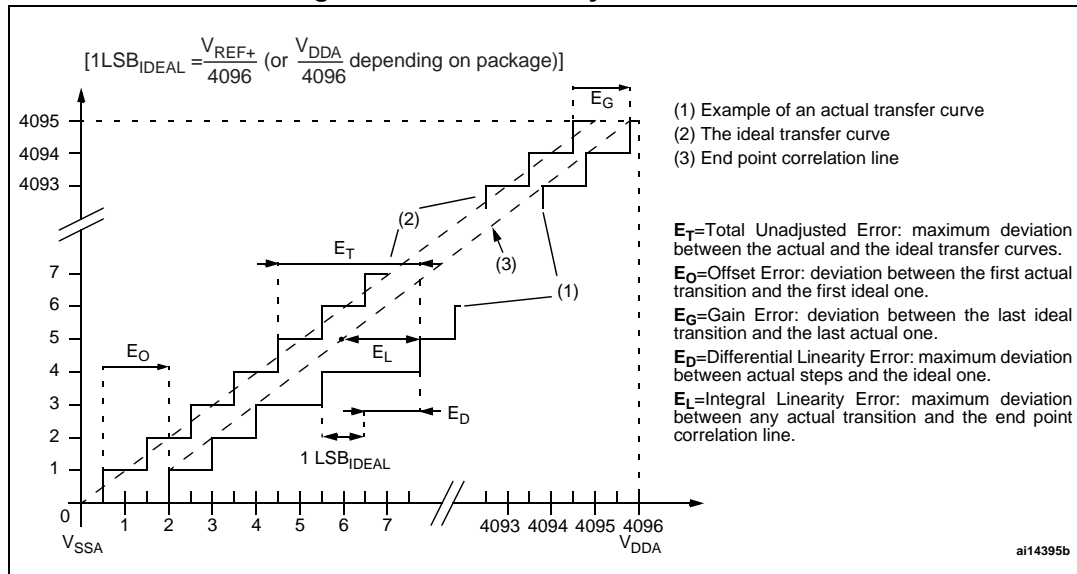 [1LSB_IDEAL = V_REF+/4096 (or V_DDA/4096 depending on package)]
E_G
4095
4094
4093
7
6
5
4
3
2
1
0
(2)
E_T
(3)
(1)
E_O
E_L
E_D
1 LSB_IDEAL
1 2 3 4 5 6 7 4093 4094 4095 4096
V_SSA V_DDA
(1) Example of an actual transfer curve
(2) The ideal transfer curve
(3) End point correlation line
E_T=Total Unadjusted Error: maximum deviation
between the actual and the ideal transfer curves.
E_O=Offset Error: deviation between the first actual
transition and the first ideal one.
E_G=Gain Error: deviation between the last ideal
transition and the last actual one.
E_D=Differential Linearity Error: maximum deviation
between actual steps and the ideal one.
E_L=Integral Linearity Error: maximum deviation
between any actual transition and the end point
correlation line.
ai14395b